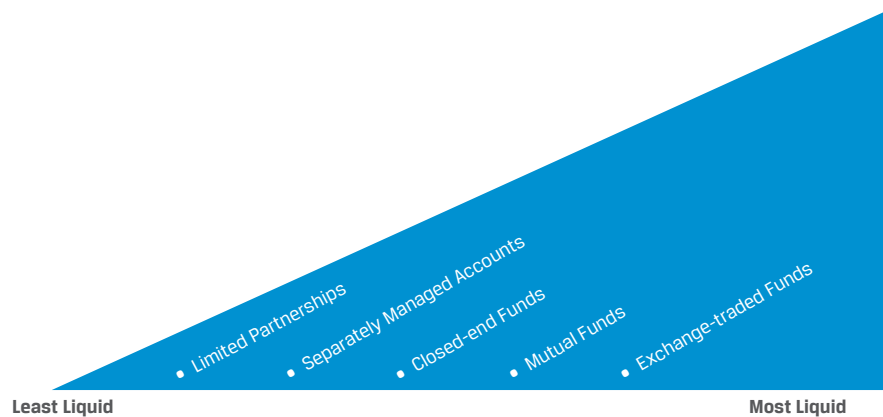 Limited Partnerships
Separately Managed Accounts
Closed-end Funds
Mutual Funds
Exchange-traded Funds
Least Liquid
Most Liquid